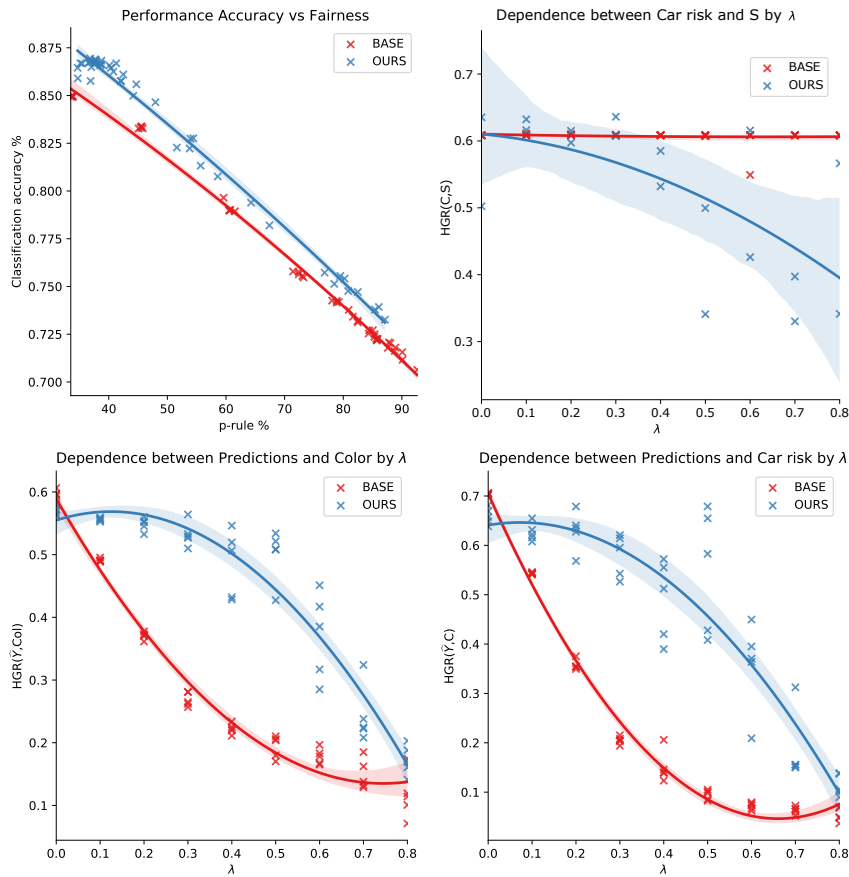 Performance Accuracy vs Fairness
Classification accuracy %
0.875
0.850
0.825
0.800
0.775
0.750
0.725
0.700
BASE
OURS
40 50 60 70 80 90
p-rule %
Dependence between Car risk and S by λ
HGR(C,S)
0.7
0.6
0.5
0.4
0.3
BASE
OURS
0.0 0.1 0.2 0.3 0.4 0.5 0.6 0.7 0.8
λ
Dependence between Predictions and Color by λ
HGR(Ŷ,Col)
0.6
0.5
0.4
0.3
0.2
0.1
BASE
OURS
0.0 0.1 0.2 0.3 0.4 0.5 0.6 0.7 0.8
λ
Dependence between Predictions and Car risk by λ
HGR(Ŷ,C)
0.7
0.6
0.5
0.4
0.3
0.2
0.1
BASE
OURS
0.0 0.1 0.2 0.3 0.4 0.5 0.6 0.7 0.8
λ